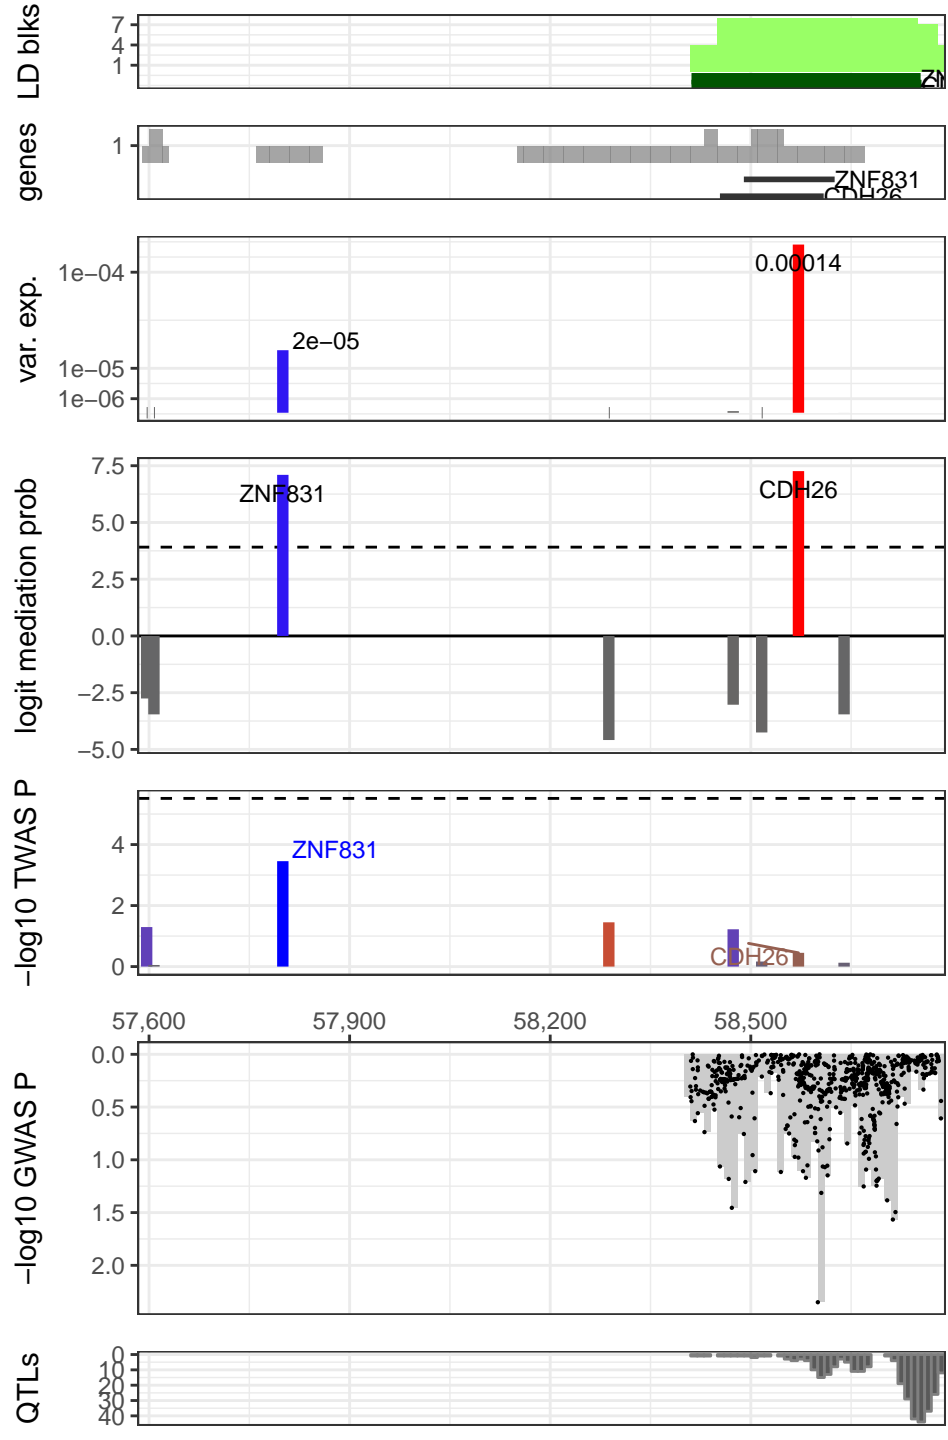 LD blks
7
4
1
ZN
genes
1
ZNF831
CDH26
var. exp.
1e−04
1e−05
1e−06
2e−05
0.00014
logit mediation prob
7.5
5.0
2.5
0.0
−2.5
−5.0
ZNF831
CDH26
−log10 TWAS P
4
2
0
ZNF831
CDH26
57,600 57,900 58,200 58,500
−log10 GWAS P
0.0
0.5
1.0
1.5
2.0
QTLs
0
10
20
30
40